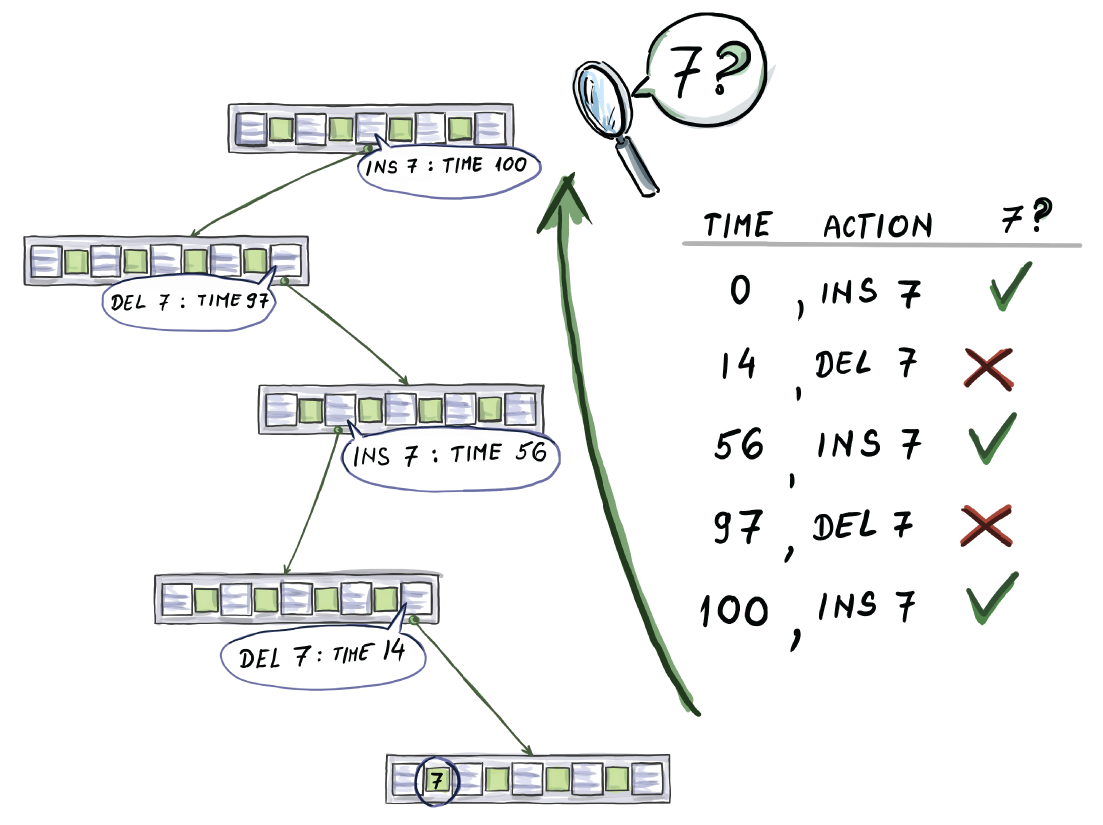 7?
INS 7 : TIME 100
DEL 7 : TIME 97
INS 7 : TIME 56
DEL 7 : TIME 14
7
TIME ACTION 7?
0 , INS 7
14 , DEL 7
56 , INS 7
97 , DEL 7
100 , INS 7